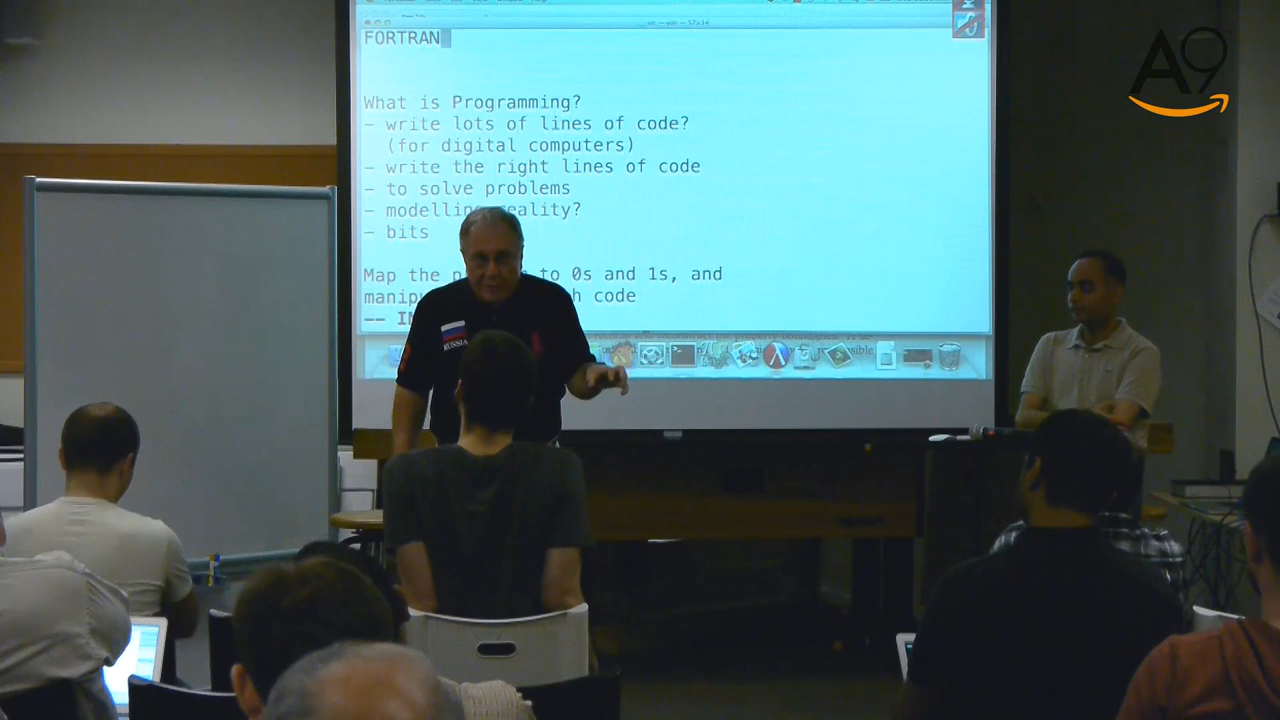 FORTRAN
A9
What is Programming?
- write lots of lines of code?
(for digital computers)
- write the right lines of code
- to solve problems
- modelling reality?
- bits
Map the to 0s and 1s, and
code
RUSSIA